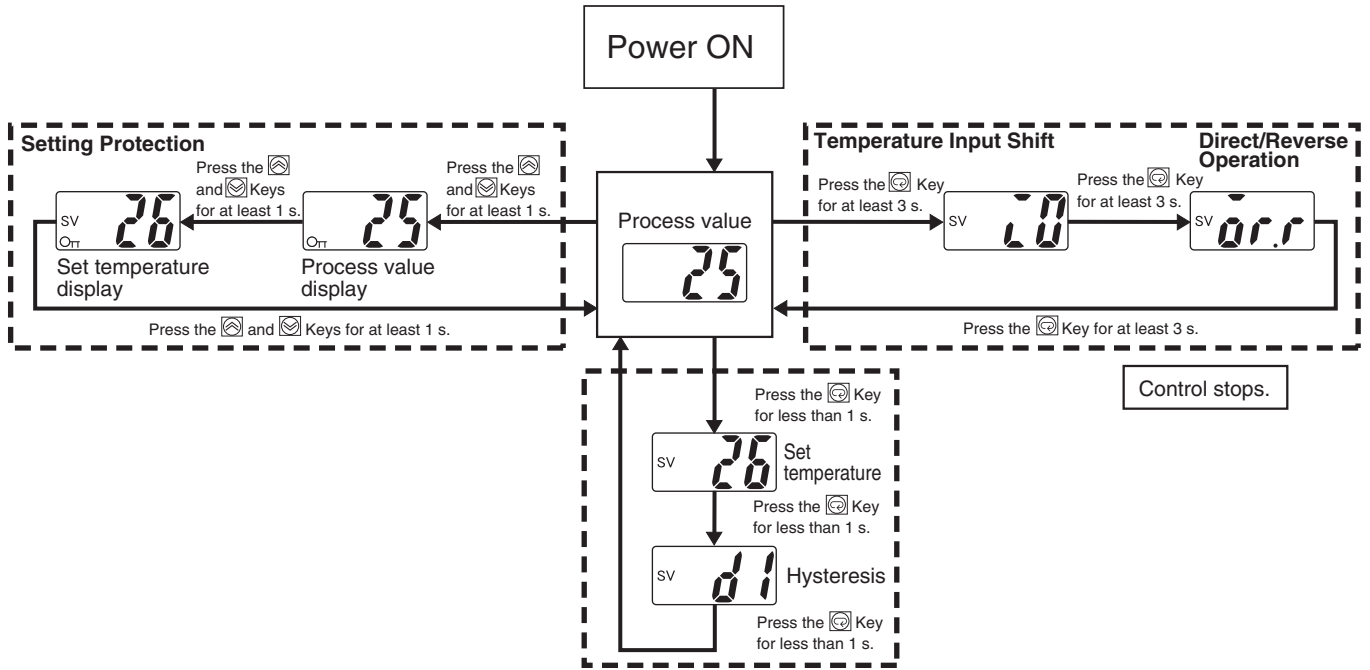 Power ON
Setting Protection
Press the
and Keys
for at least 1 s.
Press the
and Keys
for at least 1 s.
SV
26
25
Set temperature
display
Process value
display
Press the and Keys for at least 1 s.
Process value
25
Temperature Input Shift
Direct/Reverse
Operation
Press the Key
for at least 3 s.
Press the Key
for at least 3 s.
SV
SV
Press the Key for at least 3 s.
Control stops.
Press the Key
for less than 1 s.
SV
26
Set
temperature
Press the Key
for less than 1 s.
SV
d1
Hysteresis
Press the Key
for less than 1 s.